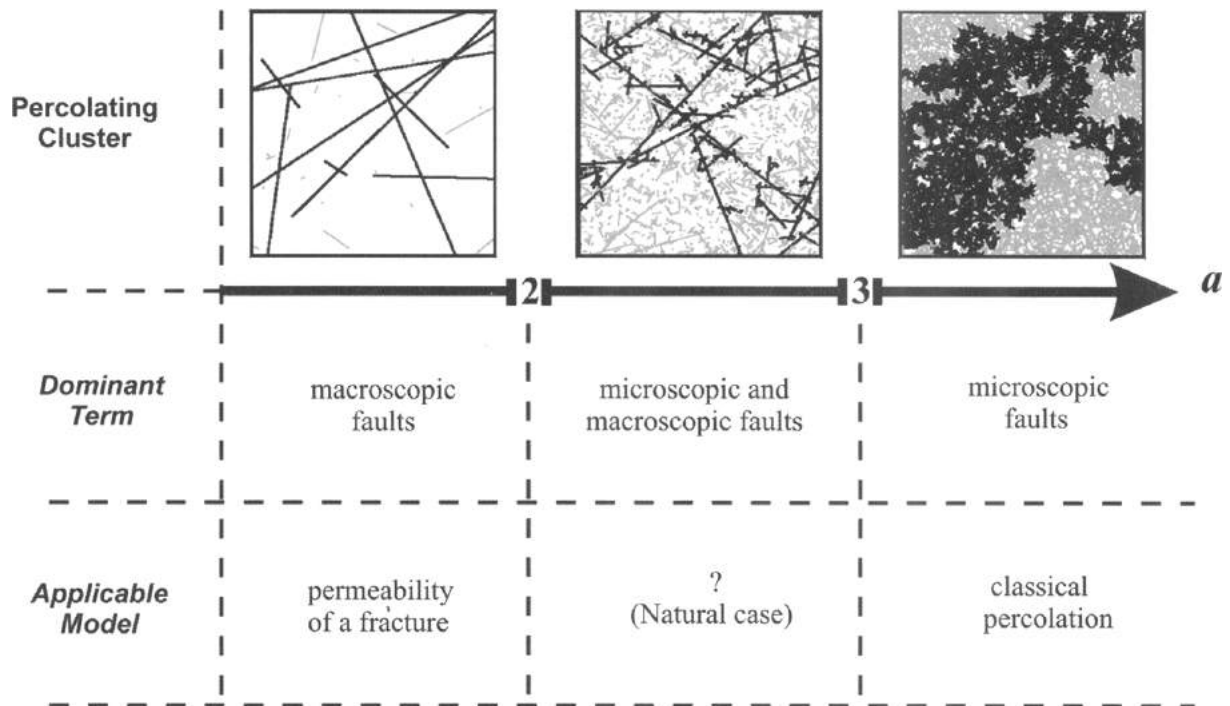 Percolating
Cluster
2
3
a
Dominant
Term
macroscopic
faults
microscopic and
macroscopic faults
microscopic
faults
Applicable
Model
permeability
of a fracture
?
(Natural case)
classical
percolation